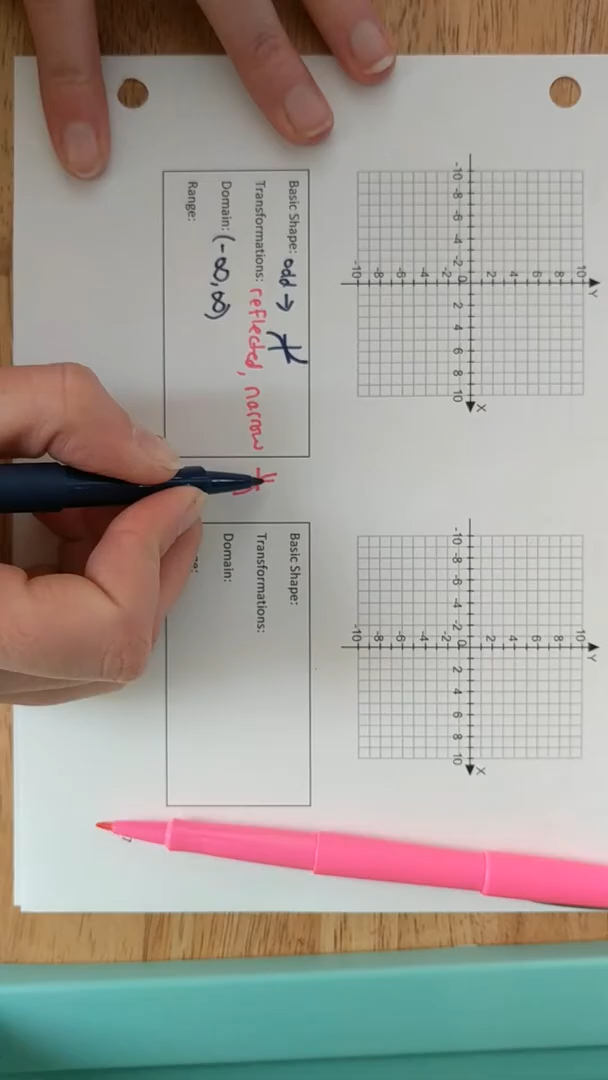 10
8
6
4
2
-10 -8 -6 -4 -2 0 2 4 6 8 10
-2
-4
-6
-8
-10
Y
X
Basic Shape: odd →
Transformations: reflected, narrow
Domain: (-∞, ∞)
Range:
10
8
6
4
2
-10 -8 -6 -4 -2 0 2 4 6 8 10
-2
-4
-6
-8
-10
Y
X
Basic Shape:
Transformations:
Domain: